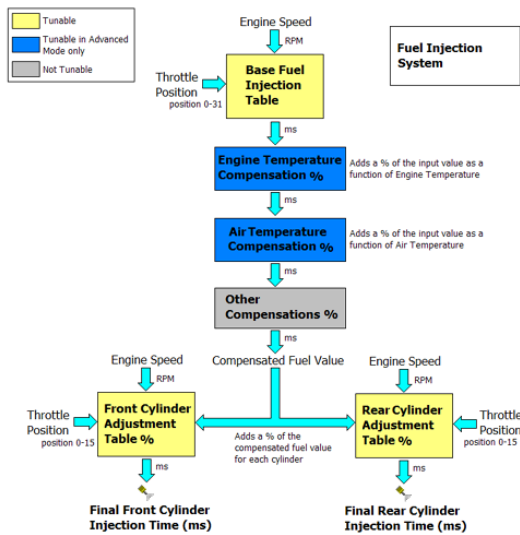 Tunable
Tunable in Advanced
Mode only
Not Tunable
Engine Speed
RPM
Fuel Injection
System
Throttle
Position
position 0-31
Base Fuel
Injection
Table
ms
Engine Temperature
Compensation %
Adds a % of the input value as a
function of Engine Temperature
ms
Air Temperature
Compensation %
Adds a % of the input value as a
function of Air Temperature
ms
Other
Compensations %
ms
Compensated Fuel Value
Engine Speed
RPM
Throttle
Position
position 0-15
Front Cylinder
Adjustment
Table %
ms
Final Front Cylinder
Injection Time (ms)
Adds a % of the
compensated fuel value
for each cylinder
Engine Speed
RPM
Rear Cylinder
Adjustment
Table %
Throttle
Position
position 0-15
ms
Final Rear Cylinder
Injection Time (ms)